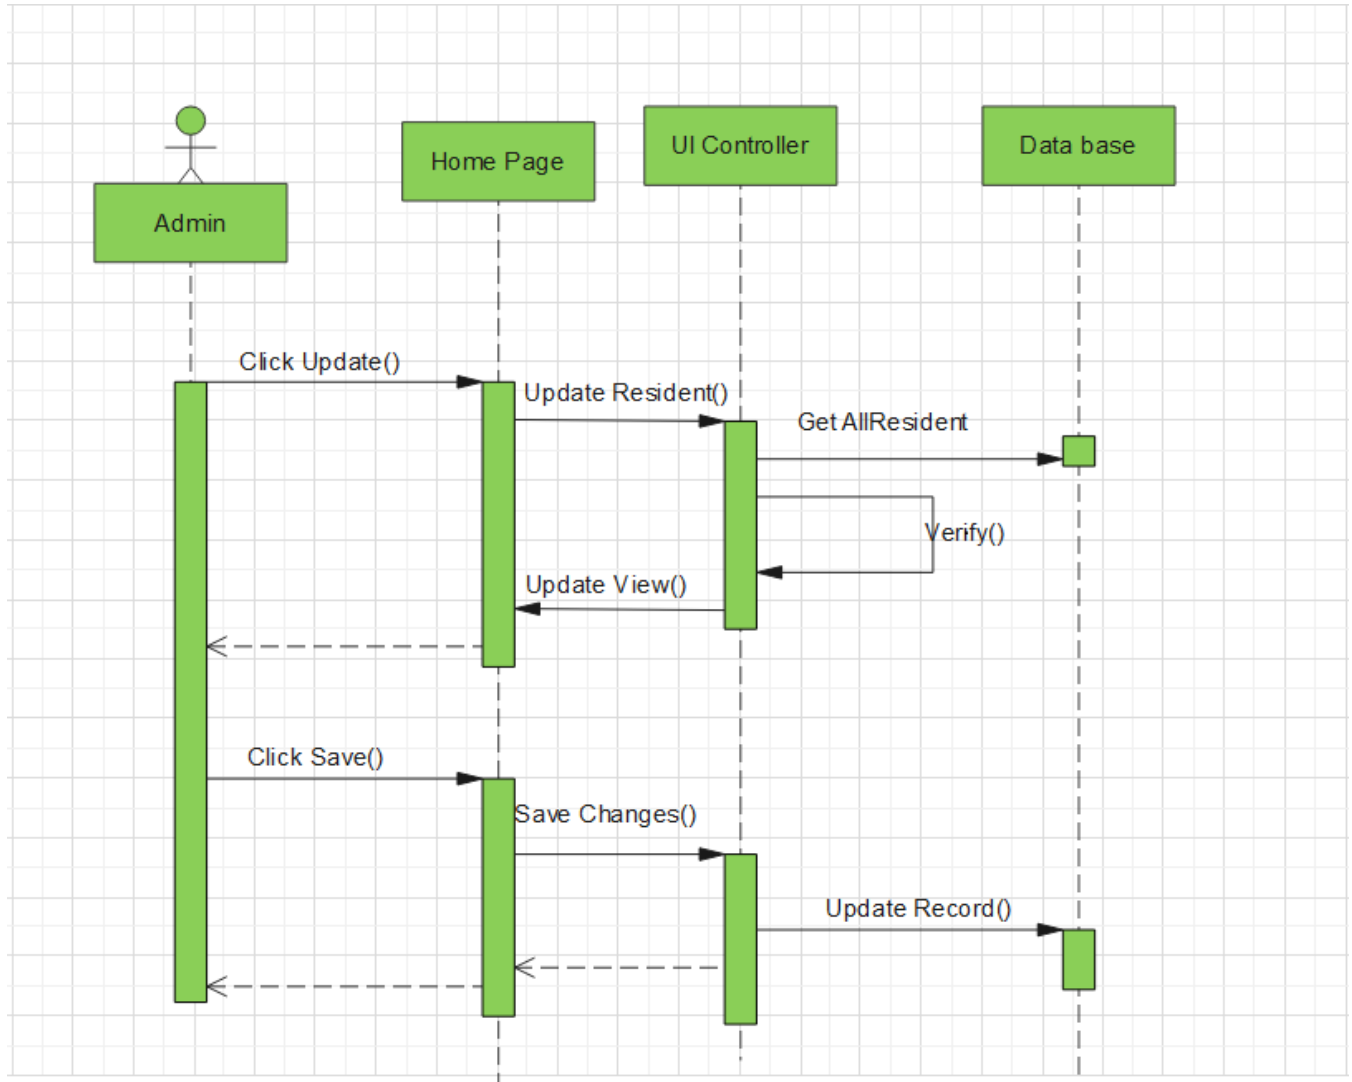 Admin
Home Page
UI Controller
Data base
Click Update()
Update Resident()
Get AllResident
Verify()
Update View()
Click Save()
Save Changes()
Update Record()